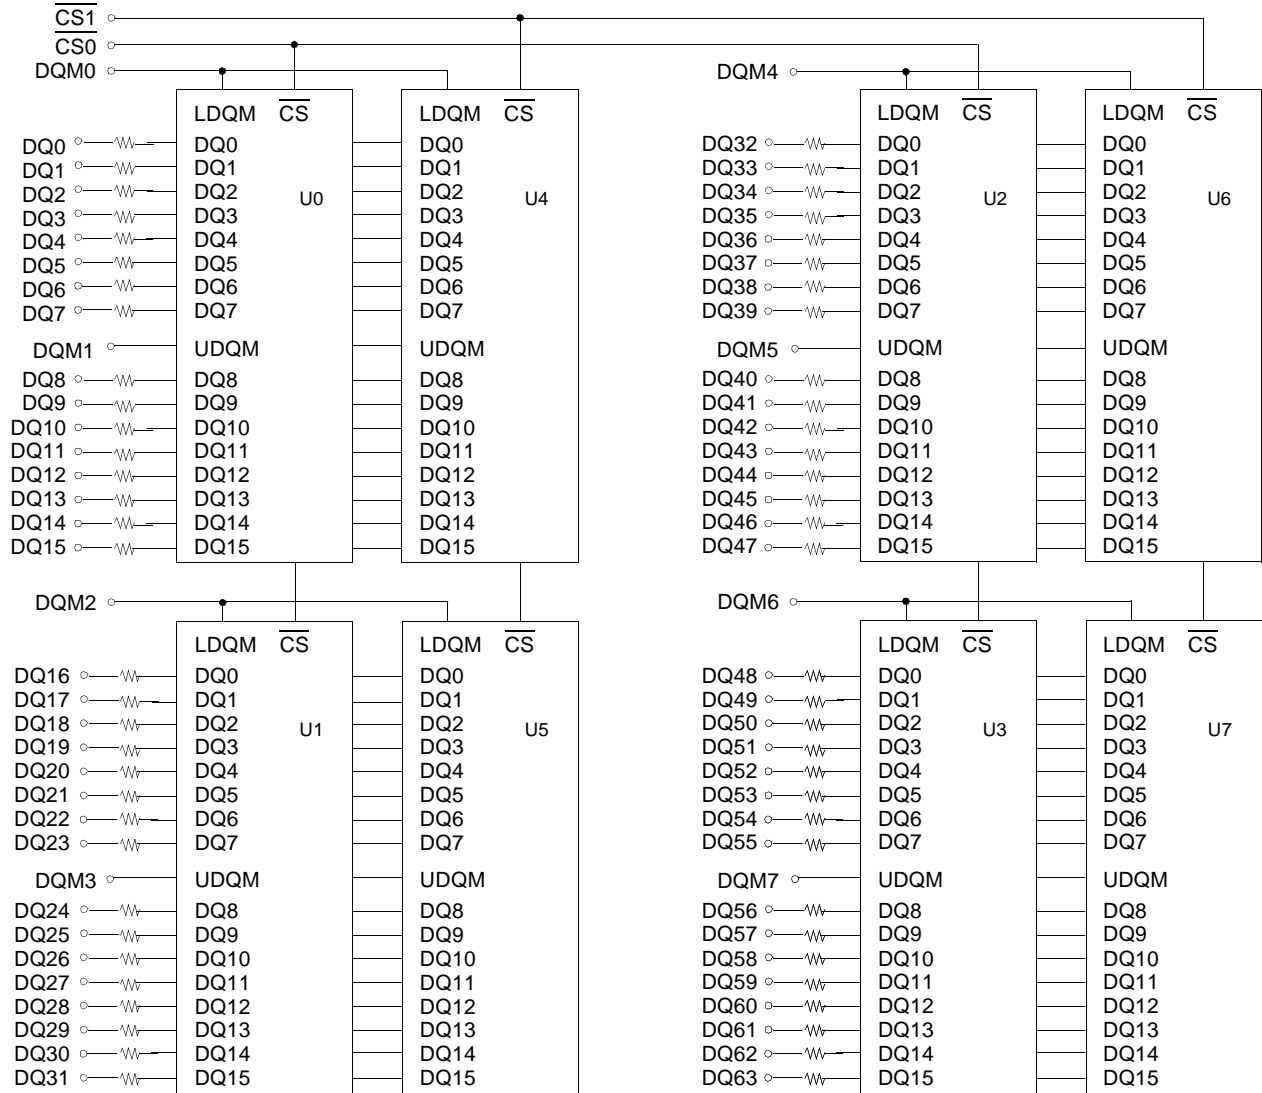 CS1
CS0
DQM0
DQM4
LDQM CS LDQM CS LDQM CS LDQM CS
DQ0 DQ0 DQ0 DQ32 DQ0 DQ0
DQ1 DQ1 DQ1 DQ33 DQ1 DQ1
DQ2 DQ2 U0 DQ2 U4 DQ34 DQ2 U2 DQ2 U6
DQ3 DQ3 DQ3 DQ35 DQ3 DQ3
DQ4 DQ4 DQ4 DQ36 DQ4 DQ4
DQ5 DQ5 DQ5 DQ37 DQ5 DQ5
DQ6 DQ6 DQ6 DQ38 DQ6 DQ6
DQ7 DQ7 DQ7 DQ39 DQ7 DQ7
DQM1 UDQM UDQM DQM5 UDQM UDQM
DQ8 DQ8 DQ8 DQ40 DQ8 DQ8
DQ9 DQ9 DQ9 DQ41 DQ9 DQ9
DQ10 DQ10 DQ10 DQ42 DQ10 DQ10
DQ11 DQ11 DQ11 DQ43 DQ11 DQ11
DQ12 DQ12 DQ12 DQ44 DQ12 DQ12
DQ13 DQ13 DQ13 DQ45 DQ13 DQ13
DQ14 DQ14 DQ14 DQ46 DQ14 DQ14
DQ15 DQ15 DQ15 DQ47 DQ15 DQ15
DQM2 DQM6
LDQM CS LDQM CS LDQM CS LDQM CS
DQ16 DQ0 DQ0 DQ48 DQ0 DQ0
DQ17 DQ1 DQ1 DQ49 DQ1 DQ1
DQ18 DQ2 U1 DQ2 U5 DQ50 DQ2 U3 DQ2 U7
DQ19 DQ3 DQ3 DQ51 DQ3 DQ3
DQ20 DQ4 DQ4 DQ52 DQ4 DQ4
DQ21 DQ5 DQ5 DQ53 DQ5 DQ5
DQ22 DQ6 DQ6 DQ54 DQ6 DQ6
DQ23 DQ7 DQ7 DQ55 DQ7 DQ7
DQM3 UDQM UDQM DQM7 UDQM UDQM
DQ24 DQ8 DQ8 DQ56 DQ8 DQ8
DQ25 DQ9 DQ9 DQ57 DQ9 DQ9
DQ26 DQ10 DQ10 DQ58 DQ10 DQ10
DQ27 DQ11 DQ11 DQ59 DQ11 DQ11
DQ28 DQ12 DQ12 DQ60 DQ12 DQ12
DQ29 DQ13 DQ13 DQ61 DQ13 DQ13
DQ30 DQ14 DQ14 DQ62 DQ14 DQ14
DQ31 DQ15 DQ15 DQ63 DQ15 DQ15